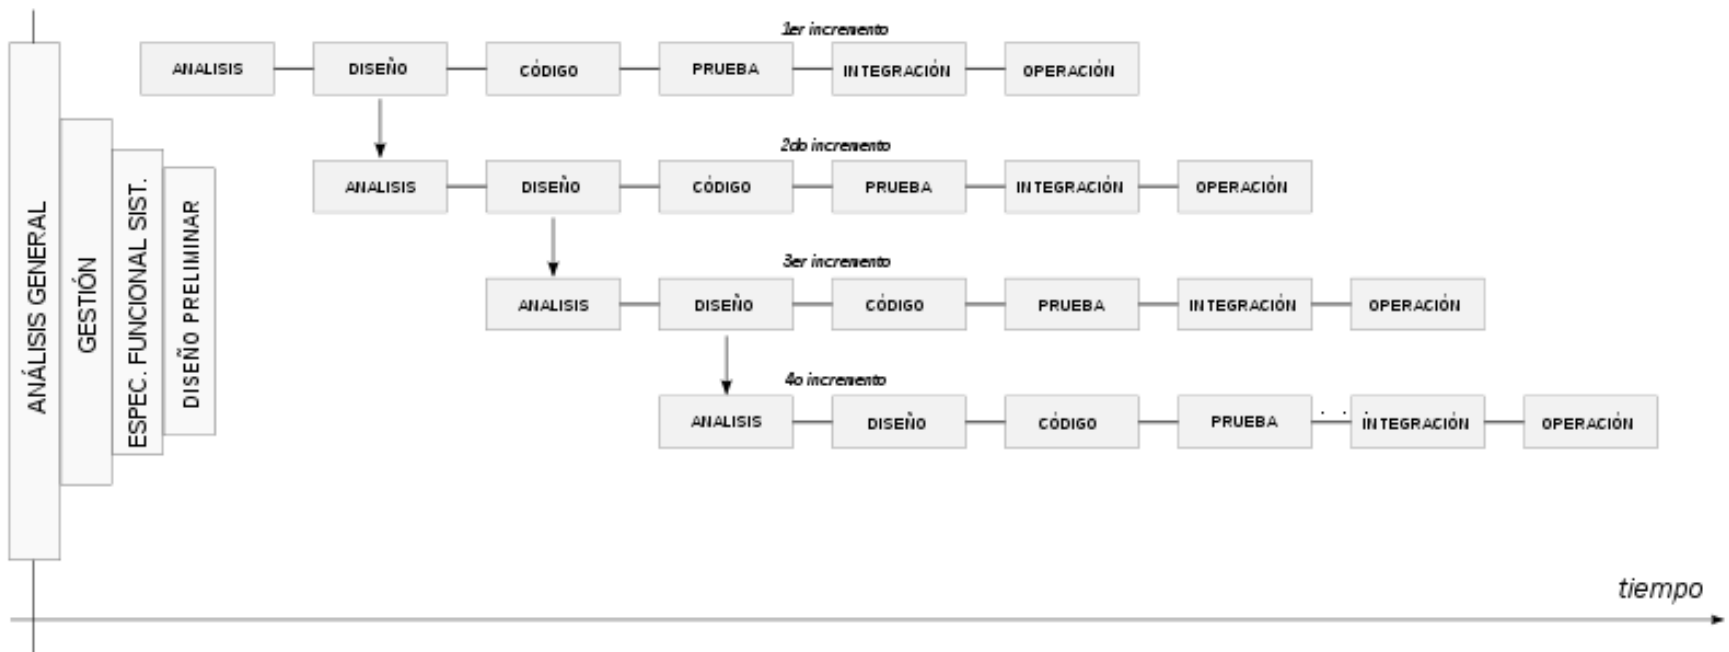 1er incremento
ANALISIS DISEÑO CÓDIGO PRUEBA INTEGRACIÓN OPERACIÓN
2do incremento
ANALISIS DISEÑO CÓDIGO PRUEBA INTEGRACIÓN OPERACIÓN
3er incremento
ANALISIS DISEÑO CÓDIGO PRUEBA INTEGRACIÓN OPERACIÓN
4o incremento
ANALISIS DISEÑO CÓDIGO PRUEBA . . . INTEGRACIÓN OPERACIÓN
ANÁLISIS GENERAL
GESTIÓN
ESPEC. FUNCIONAL SIST.
DISEÑO PRELIMINAR
tiempo